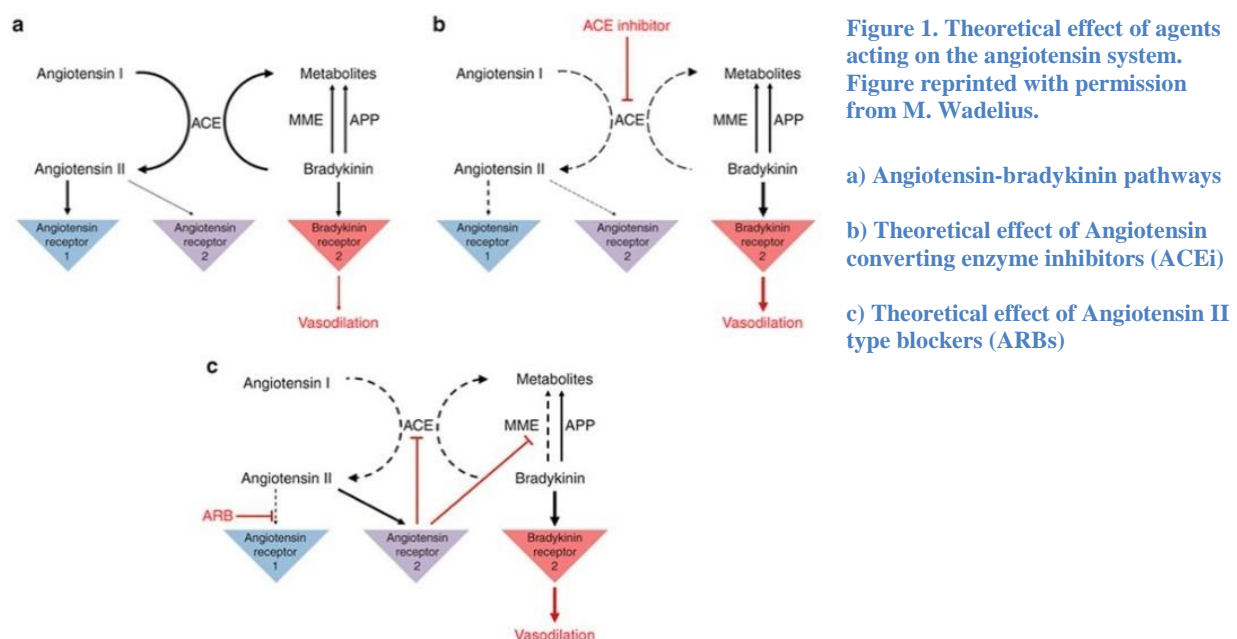 a
Angiotensin I
Metabolites
ACE
MME
APP
Angiotensin II
Bradykinin
Angiotensin
receptor
1
Angiotensin
receptor
2
Bradykinin
receptor
2
Vasodilation
b
ACE inhibitor
Angiotensin I
Metabolites
ACE
MME
APP
Angiotensin II
Bradykinin
Angiotensin
receptor
1
Angiotensin
receptor
2
Bradykinin
receptor
2
Vasodilation
Figure 1. Theoretical effect of agents
acting on the angiotensin system.
Figure reprinted with permission
from M. Wadelius.
a) Angiotensin-bradykinin pathways
b) Theoretical effect of Angiotensin
converting enzyme inhibitors (ACEi)
c) Theoretical effect of Angiotensin II
type blockers (ARBs)
c
Angiotensin I
Metabolites
ACE
MME
APP
Angiotensin II
Bradykinin
ARB
Angiotensin
receptor
1
Angiotensin
receptor
2
Bradykinin
receptor
2
Vasodilation